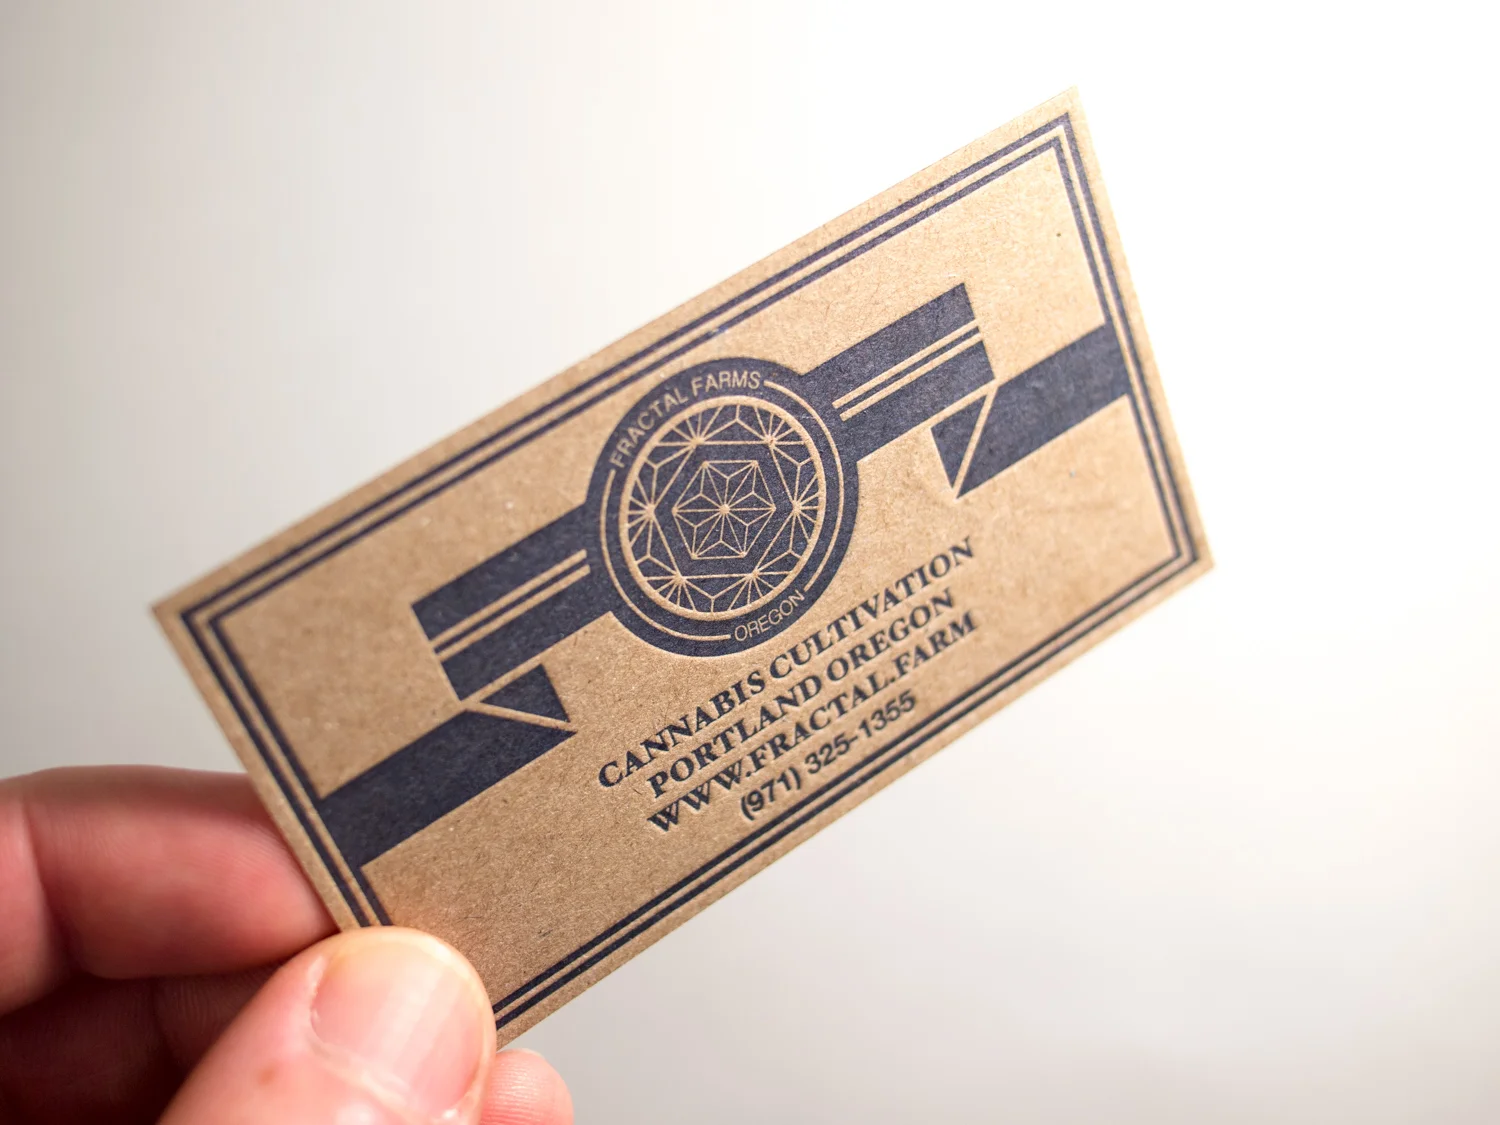 FRACTAL FARMS
OREGON
CANNABIS CULTIVATION
PORTLAND OREGON
WWW.FRACTAL.FARM
(971) 325-1355